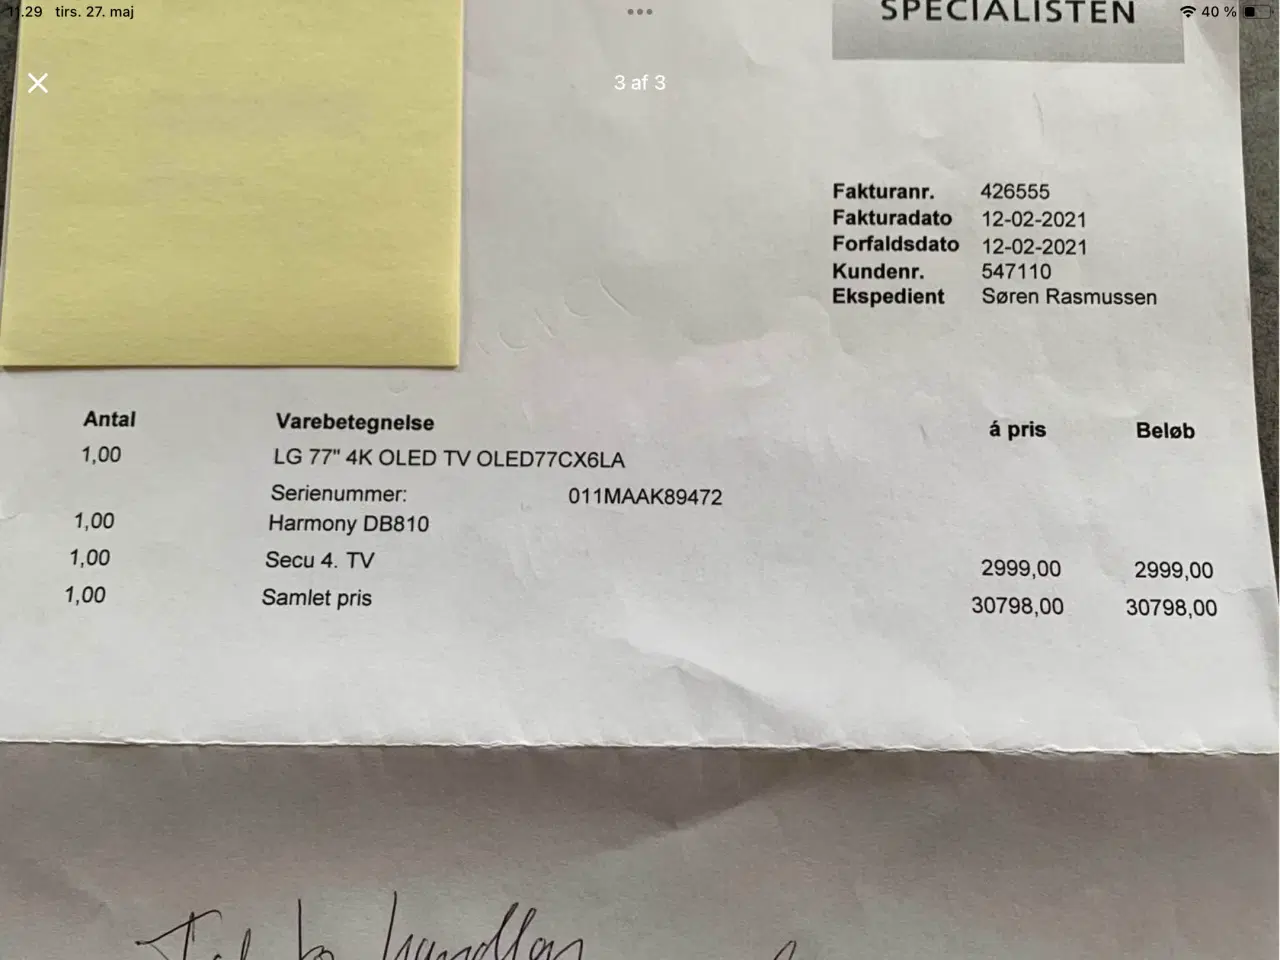 11.29 tirs. 27. maj
40 %
SPECIALISTEN
3 af 3
Fakturanr. 426555
Fakturadato 12-02-2021
Forfaldsdato 12-02-2021
Kundenr. 547110
Ekspedient Søren Rasmussen
Antal Varebetegnelse á pris Beløb
1,00 LG 77" 4K OLED TV OLED77CX6LA
Serienummer: 011MAAK89472
1,00 Harmony DB810
1,00 Secu 4. TV 2999,00 2999,00
1,00 Samlet pris 30798,00 30798,00